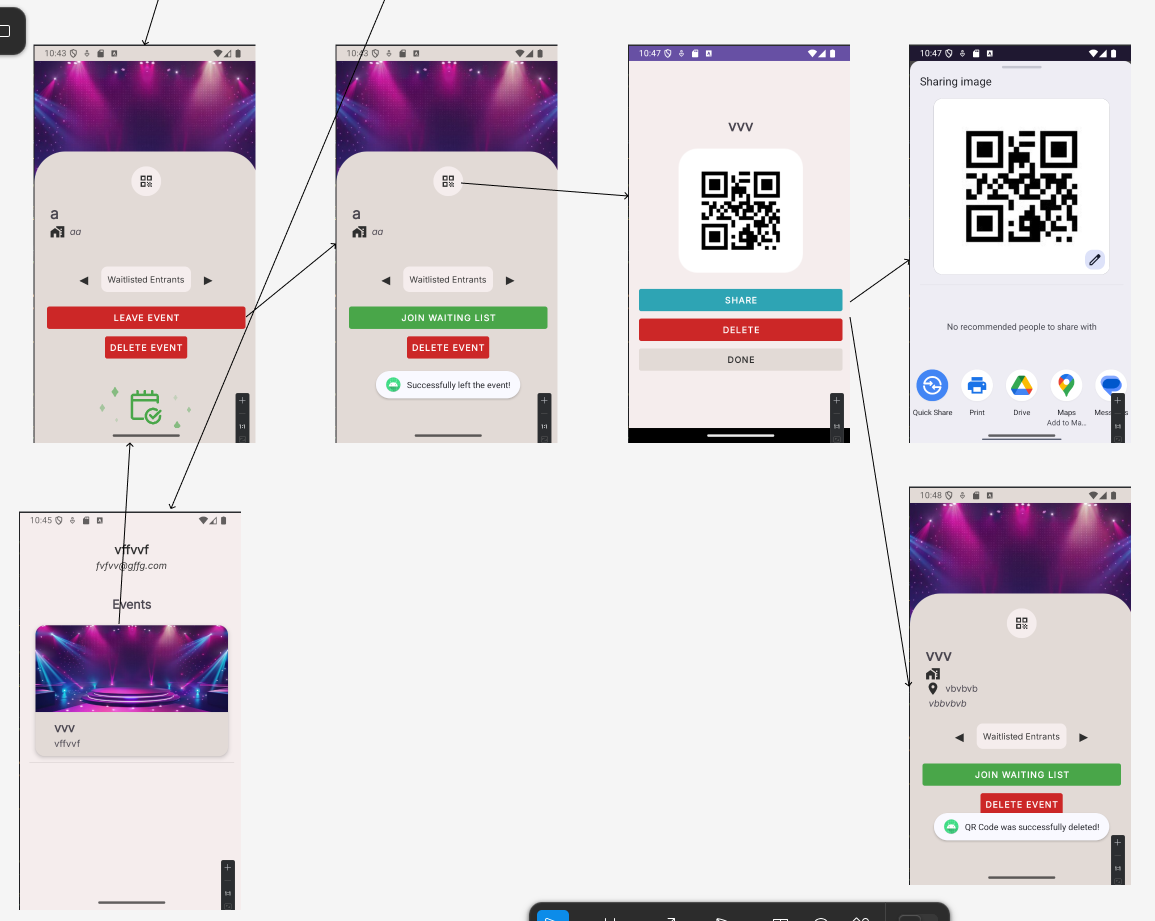 10:43
a
aa
◀ Waitlisted Entrants ▶
LEAVE EVENT
DELETE EVENT
10:43
a
aa
◀ Waitlisted Entrants ▶
JOIN WAITING LIST
DELETE EVENT
Successfully left the event!
10:47
VVV
SHARE
DELETE
DONE
10:47
Sharing image
No recommended people to share with
Quick Share
Print
Drive
Maps
Add to Ma..
10:45
vffvvf
fvfvv@gffg.com
Events
VVV
vffvvf
10:48
VVV
vbvbvb
vbbvbvb
◀ Waitlisted Entrants ▶
JOIN WAITING LIST
DELETE EVENT
QR Code was successfully deleted!